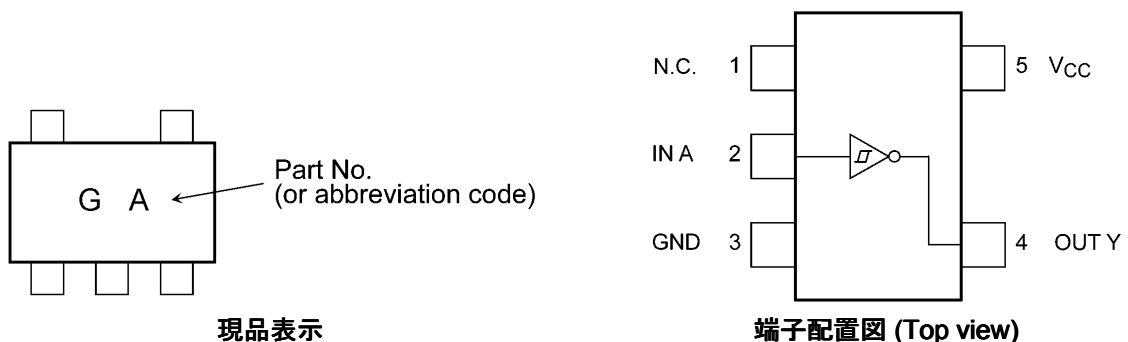 G A
Part No.
(or abbreviation code)
現品表示
N.C. 1
5 VCC
IN A 2
GND 3
4 OUT Y
端子配置図 (Top view)